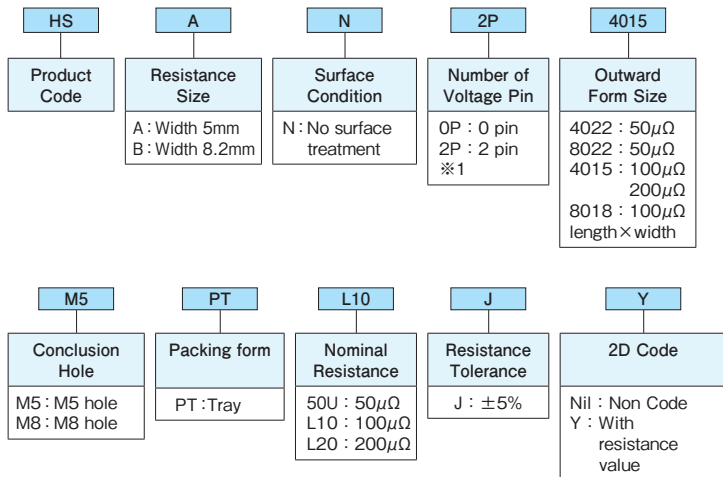 HS
A
N
2P
4015
Product
Code
Resistance
Size
Surface
Condition
Number of
Voltage Pin
Outward
Form Size
A：Width 5mm
B：Width 8.2mm
N：No surface
treatment
0P：0 pin
2P：2 pin
※1
4022：50μΩ
8022：50μΩ
4015：100μΩ
200μΩ
8018：100μΩ
length×width
M5
PT
L10
J
Y
Conclusion
Hole
Packing form
Nominal
Resistance
Resistance
Tolerance
2D Code
M5：M5 hole
M8：M8 hole
PT：Tray
50U：50μΩ
L10：100μΩ
L20：200μΩ
J：±5%
Nil：Non Code
Y：With
resistance
value